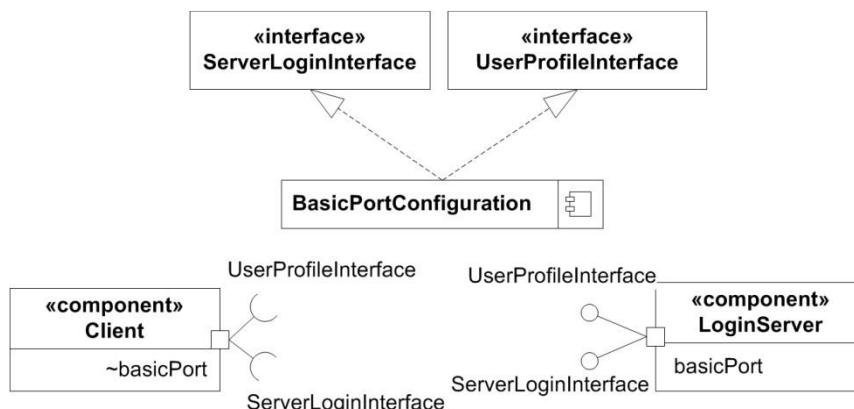 «interface»
ServerLoginInterface
«interface»
UserProfileInterface
BasicPortConfiguration
UserProfileInterface
«component»
Client
~basicPort
ServerLoginInterface
UserProfileInterface
«component»
LoginServer
basicPort
ServerLoginInterface